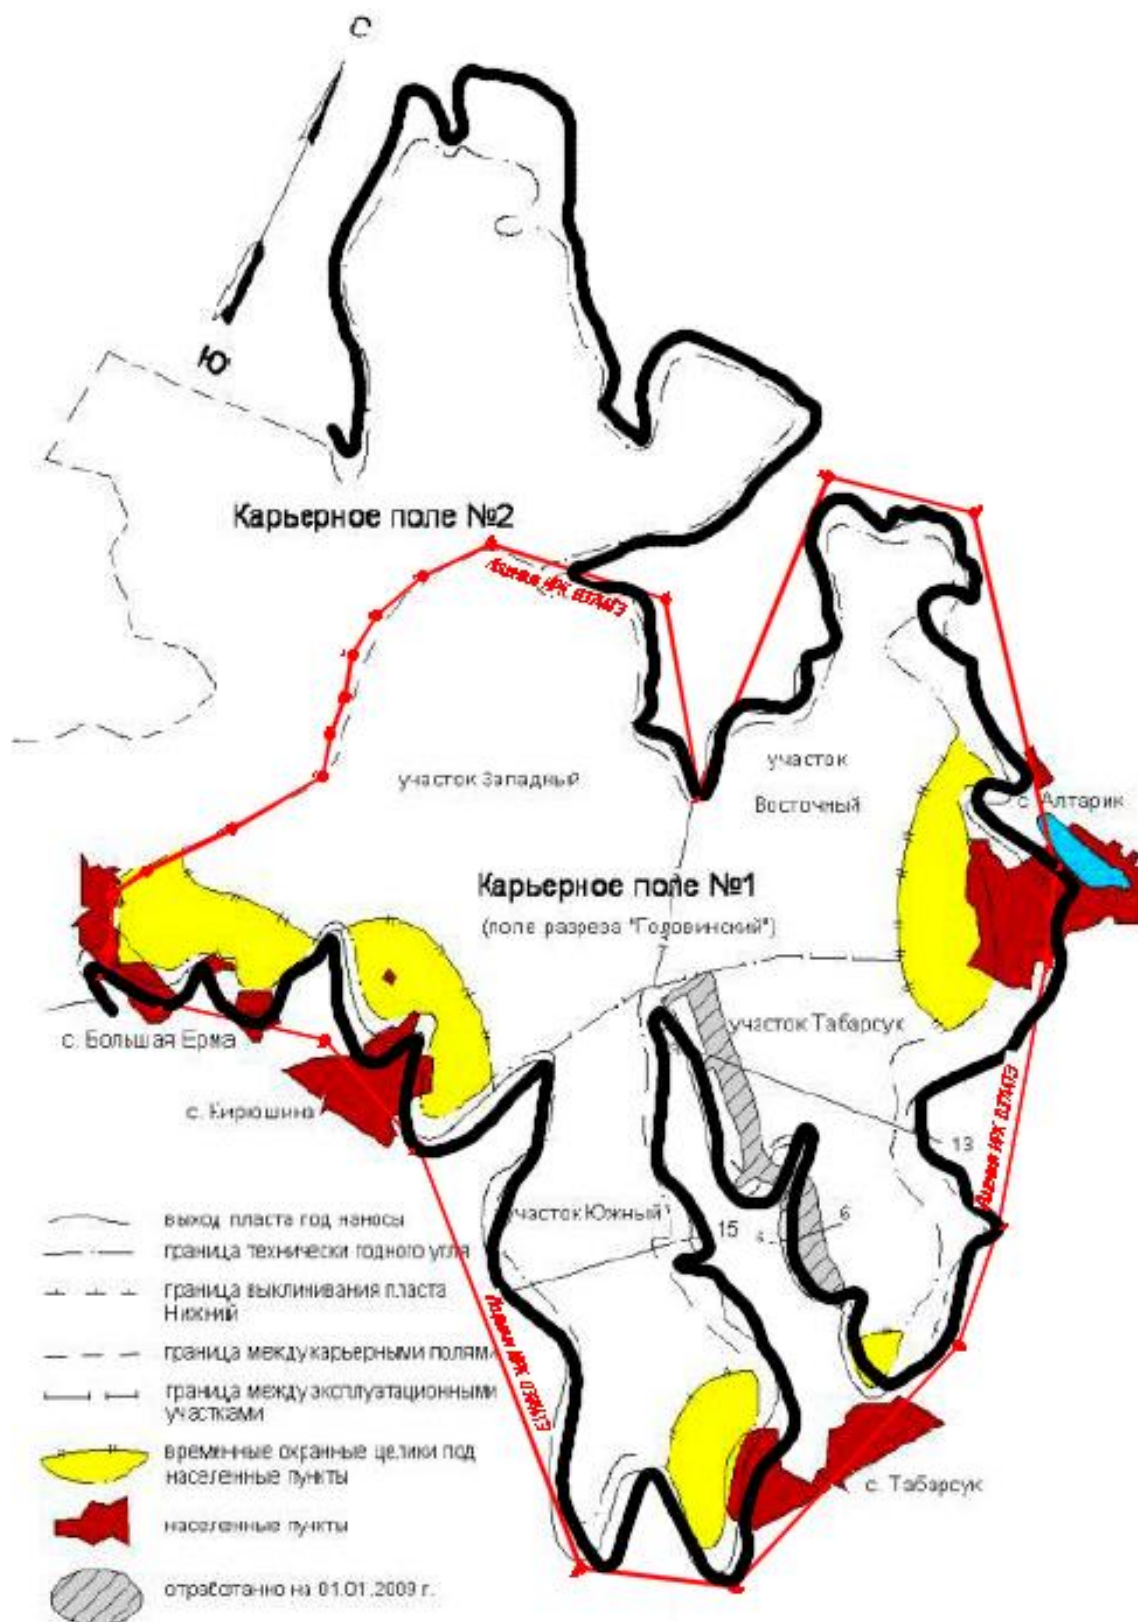 С
Ю
Карьерное поле №2
участок Западный
участок
Восточный
с. Алтарик
Карьерное поле №1
(поле разреза "Головинский")
участок Табарсук
с. Большая Ерма
с. Кирюшина
13
участок Южный
15
6
6
выход пласта под наносы
граница технически годного угля
граница выклинивания пласта
Нижний
граница между карьерными полями
граница между эксплуатационными
участками
временные охранные целики под
населенные пункты
с. Табарсук
населенные пункты
отработанно на 01.01.2009 г.